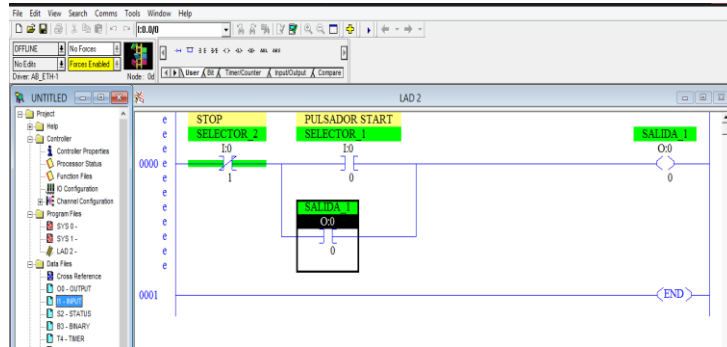 File Edit View Search Comms Tools Window Help
I:0.0/0
OFFLINE No Forces
No Edits Forces Enabled
Driver: AB_ETH-1 Node: 0d
User Bit Timer/Counter Input/Output Compare
UNTITLED
LAD 2
Project
Help
Controller
Controller Properties
Processor Status
Function Files
IO Configuration
Channel Configuration
Program Files
SYS 0 -
SYS 1 -
LAD 2 -
Data Files
Cross Reference
O0 - OUTPUT
I1 - INPUT
S2 - STATUS
B3 - BINARY
T4 - TIMER
e STOP PULSADOR START
e SELECTOR_2 SELECTOR_1 SALIDA_1
e I:0 I:0 O:0
0000 e
e 1 0 0
e
e
e SALIDA_1
e O:0
e
e 0
e
0001 END